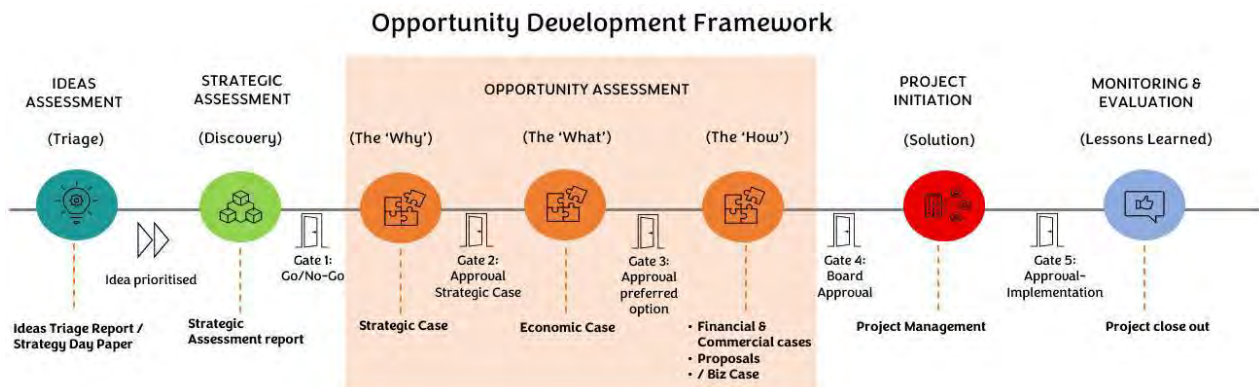 Opportunity Development Framework
IDEAS
ASSESSMENT
(Triage)
STRATEGIC
ASSESSMENT
(Discovery)
OPPORTUNITY ASSESSMENT
(The 'Why')
(The 'What')
(The 'How')
PROJECT
INITIATION
(Solution)
MONITORING &
EVALUATION
(Lessons Learned)
Idea prioritised
Gate 1:
Go/No-Go
Gate 2:
Approval
Strategic Case
Gate 3:
Approval
preferred
option
Gate 4:
Board
Approval
Gate 5:
Approval-
Implementation
Ideas Triage Report /
Strategy Day Paper
Strategic
Assessment report
Strategic Case
Economic Case
• Financial &
Commercial cases
• Proposals
• / Biz Case
Project Management
Project close out